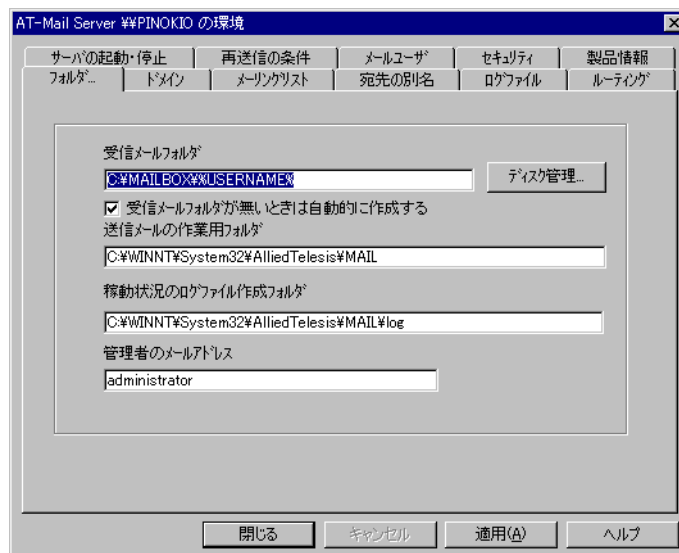 AT-Mail Server ¥¥PINOKIO の環境
サーバの起動・停止 再送信の条件 メールユーザ セキュリティ 製品情報
フォルダ... ドメイン メーリングリスト 宛先の別名 ログファイル ルーティング
受信メールフォルダ
C:¥MAILBOX¥%USERNAME%
ディスク管理...
受信メールフォルダが無いときは自動的に作成する
送信メールの作業用フォルダ
C:¥WINNT¥System32¥AlliedTelesis¥MAIL
稼動状況のログファイル作成フォルダ
C:¥WINNT¥System32¥AlliedTelesis¥MAIL¥log
管理者のメールアドレス
administrator
閉じる キャンセル 適用(A) ヘルプ